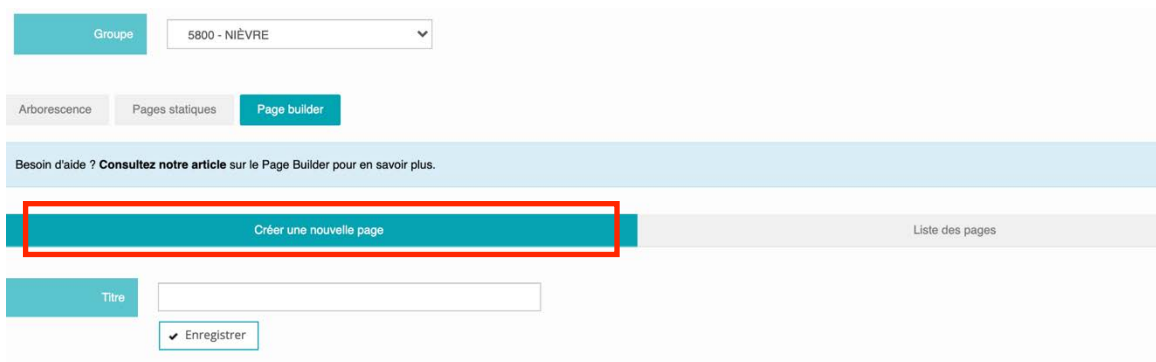 Groupe 5800 - NIÈVRE
Arborescence Pages statiques Page builder
Besoin d'aide ? Consultez notre article sur le Page Builder pour en savoir plus.
Créer une nouvelle page Liste des pages
Titre
Enregistrer